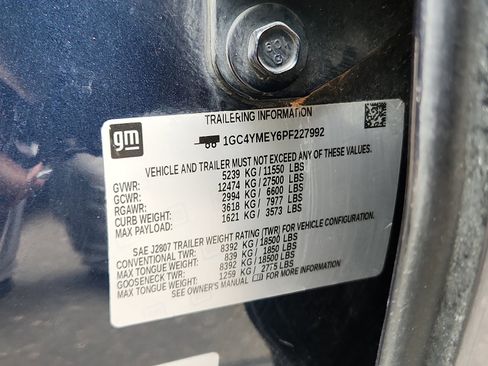 60
G
TRAILERING INFORMATION
gm
1GC4YMEY6PF227992
VEHICLE AND TRAILER MUST NOT EXCEED ANY OF THESE WEIGHTS
GVWR: 5239 KG / 11550 LBS
GCWR: 12474 KG / 27500 LBS
RGAWR: 2994 KG / 6600 LBS
CURB WEIGHT: 3618 KG / 7977 LBS
MAX PAYLOAD: 1621 KG / 3573 LBS
SAE J2807 TRAILER WEIGHT RATING (TWR) FOR VEHICLE CONFIGURATION.
CONVENTIONAL TWR: 8392 KG / 18500 LBS
MAX TONGUE WEIGHT: 839 KG / 1850 LBS
GOOSENECK TWR: 8392 KG / 18500 LBS
MAX TONGUE WEIGHT: 1259 KG / 2775 LBS
SEE OWNER'S MANUAL FOR MORE INFORMATION